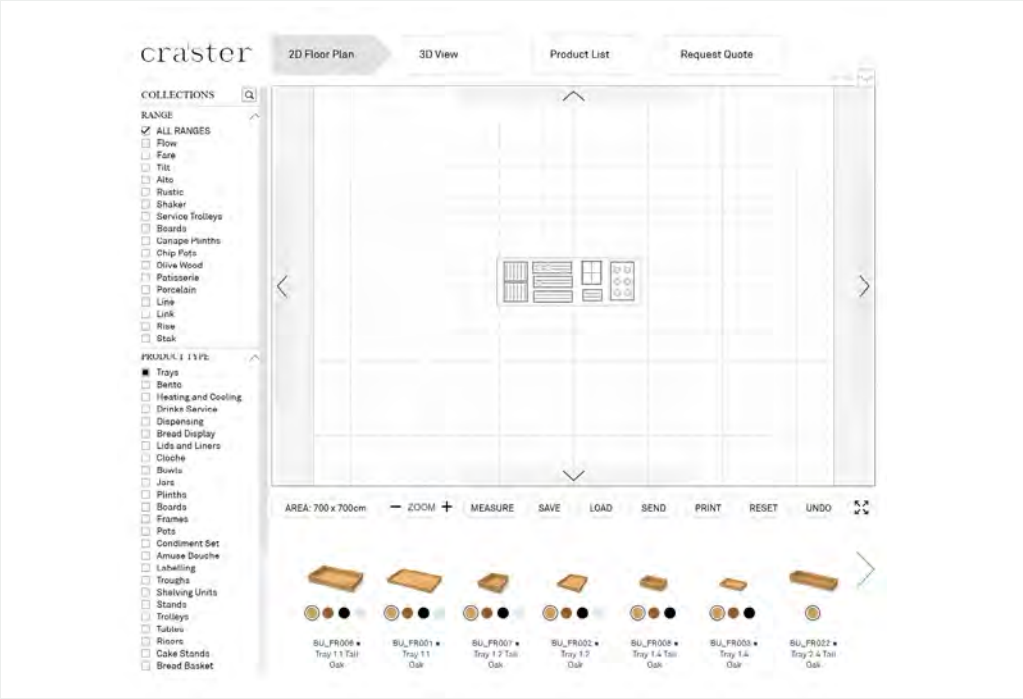 craster
2D Floor Plan
3D View
Product List
Request Quote
COLLECTIONS
RANGE
ALL RANGES
Flow
Fare
Tilt
Alto
Rustic
Shaker
Service Trolleys
Boards
Canape Plinths
Chip Pots
Olive Wood
Patisserie
Porcelain
Line
Link
Rise
Stak
PRODUCT TYPE
Trays
Bento
Heating and Cooling
Drinks Service
Dispensing
Bread Display
Lids and Liners
Cloche
Bowls
Jars
Plinths
Boards
Frames
Pots
Condiment Set
Amuse Bouche
Labelling
Troughs
Shelving Units
Stands
Trolleys
Tables
Risers
Cake Stands
Bread Basket
AREA: 700 x 700cm
ZOOM
MEASURE
SAVE
LOAD
SEND
PRINT
RESET
UNDO
BU_FR006
Tray 1.1 Tall
Oak
BU_FR001
Tray 1.1
Oak
BU_FR007
Tray 1.2 Tall
Oak
BU_FR002
Tray 1.2
Oak
BU_FR008
Tray 1.4 Tall
Oak
BU_FR003
Tray 1.4
Oak
BU_FR022
Tray 2.4 Tall
Oak